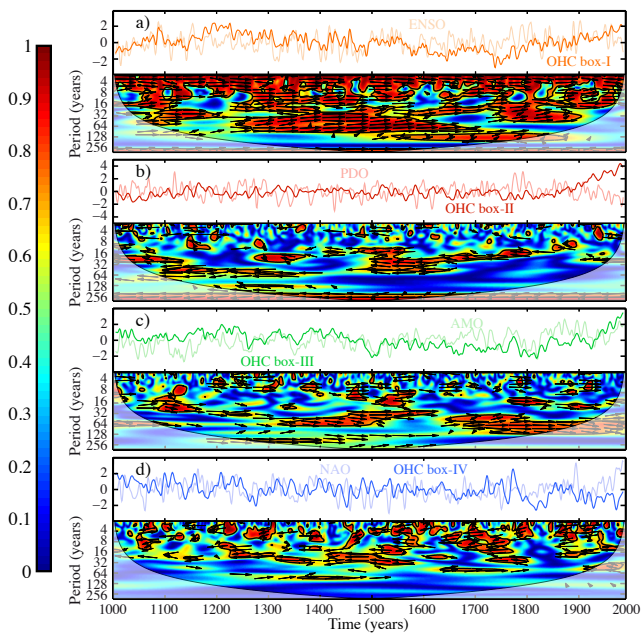 a)
ENSO
OHC box-I
2
0
−2
Period (years)
4
8
16
32
64
128
256
b)
PDO
OHC box-II
4
2
0
−2
−4
Period (years)
4
8
16
32
64
128
256
c)
AMO
OHC box-III
2
0
−2
Period (years)
4
8
16
32
64
128
256
d)
NAO
OHC box-IV
2
0
−2
Period (years)
4
8
16
32
64
128
256
1000 1100 1200 1300 1400 1500 1600 1700 1800 1900 2000
Time (years)
1
0.9
0.8
0.7
0.6
0.5
0.4
0.3
0.2
0.1
0